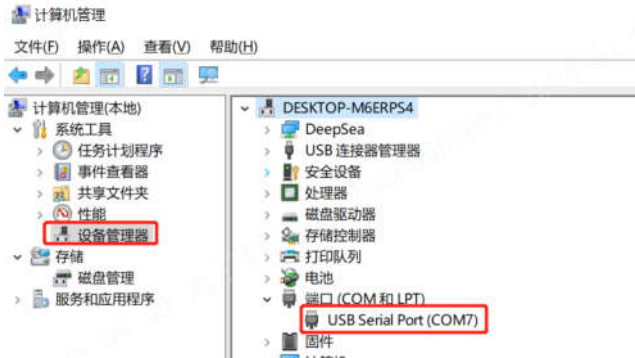 计算机管理
文件(F) 操作(A) 查看(V) 帮助(H)
计算机管理(本地)
系统工具
任务计划程序
事件查看器
共享文件夹
性能
设备管理器
存储
磁盘管理
服务和应用程序
DESKTOP-M6ERPS4
DeepSea
USB 连接器管理器
安全设备
处理器
磁盘驱动器
存储控制器
打印队列
电池
端口 (COM 和 LPT)
USB Serial Port (COM7)
固件